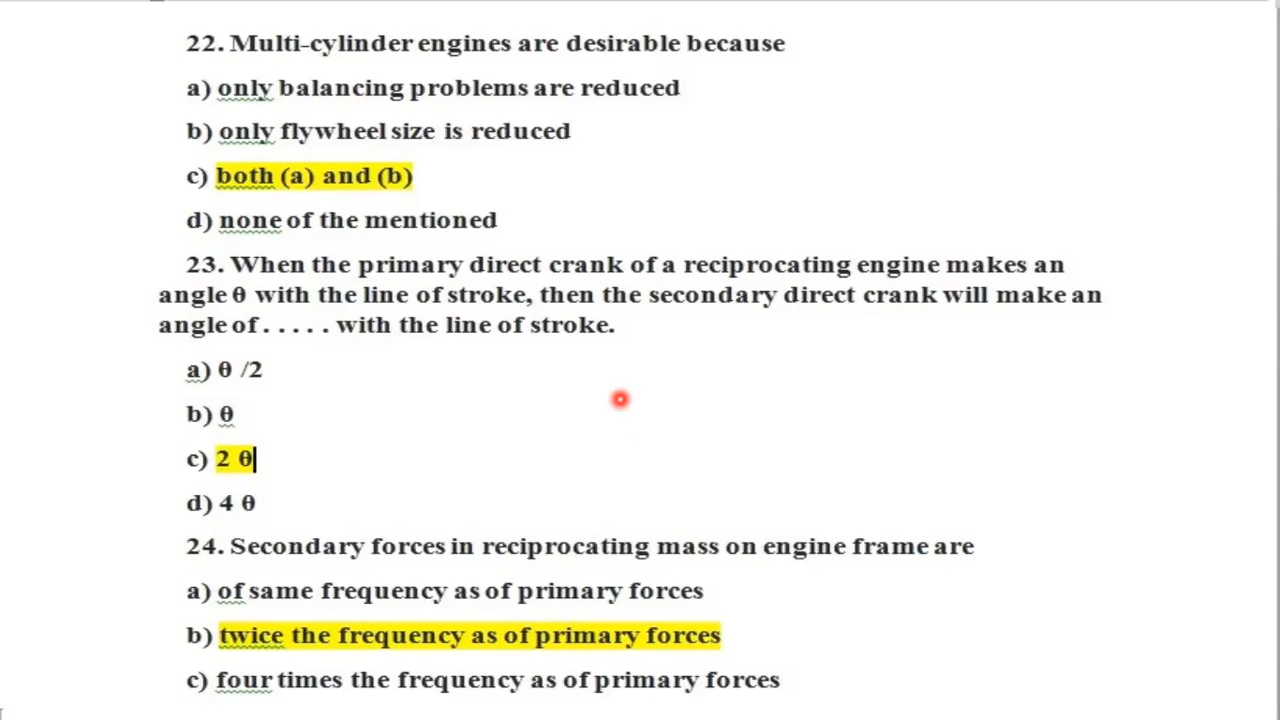 22. Multi-cylinder engines are desirable because
a) only balancing problems are reduced
b) only flywheel size is reduced
c) both (a) and (b)
d) none of the mentioned
23. When the primary direct crank of a reciprocating engine makes an
angle θ with the line of stroke, then the secondary direct crank will make an
angle of . . . . . with the line of stroke.
a) θ /2
b) θ
c) 2 θ
d) 4 θ
24. Secondary forces in reciprocating mass on engine frame are
a) of same frequency as of primary forces
b) twice the frequency as of primary forces
c) four times the frequency as of primary forces